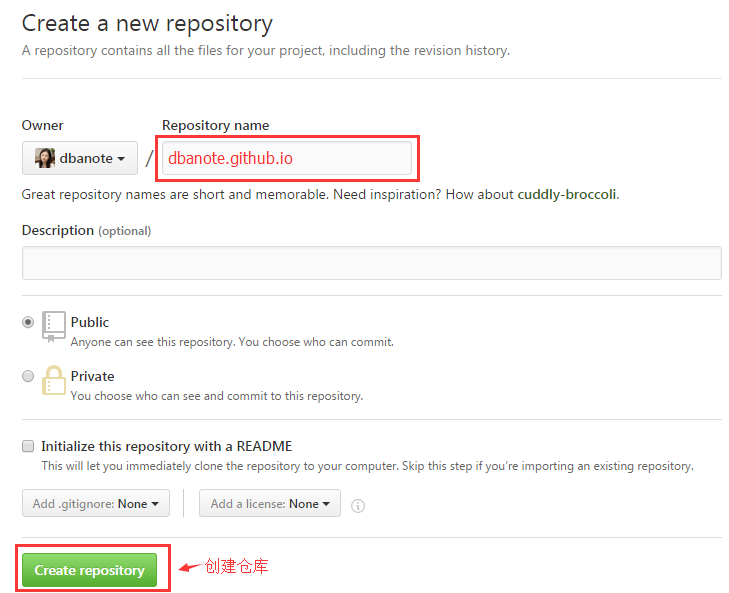 Create a new repository
A repository contains all the files for your project, including the revision history.
Owner
Repository name
dbanote
/
dbanote.github.io
Great repository names are short and memorable. Need inspiration? How about cuddly-broccoli.
Description (optional)
Public
Anyone can see this repository. You choose who can commit.
Private
You choose who can see and commit to this repository.
Initialize this repository with a README
This will let you immediately clone the repository to your computer. Skip this step if you're importing an existing repository.
Add .gitignore: None
Add a license: None
Create repository
创建仓库